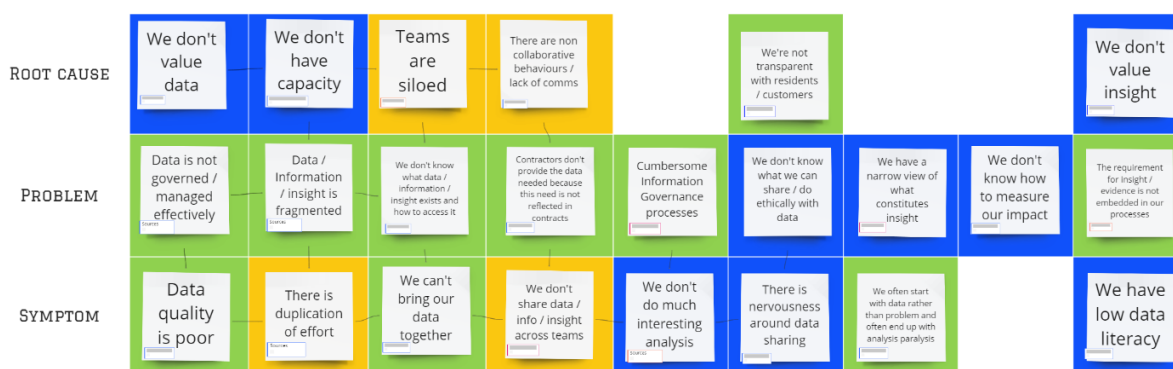 ROOT CAUSE
We don't
value
data
We don't
have
capacity
Teams
are
siloed
There are non
collaborative
behaviours /
lack of comms
We're not
transparent
with residents
/ customers
We don't
value
insight
PROBLEM
Data is not
governed /
managed
effectively
Sources
Data /
Information
/ insight is
fragmented
Sources
We don't know
what data /
information /
insight exists and
how to access it
Contractors don't
provide the data
needed because
this need is not
reflected in
contracts
Cumbersome
Information
Governance
processes
We don't know
what we can
share / do
ethically with
data
We have a
narrow view of
what
constitutes
insight
We don't
know how
to measure
our impact
The requirement
for insight /
evidence is not
embedded in our
processes
SYMPTOM
Data
quality
is poor
There is
duplication
of effort
Sources
We can't
bring our
data
together
We don't
share data /
info / insight
across teams
We don't
do much
interesting
analysis
Sources
There is
nervousness
around data
sharing
We often start
with data rather
than problem and
often end up with
analysis paralysis
We have
low data
literacy